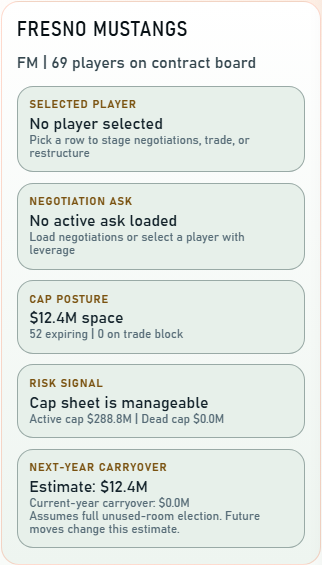 FRESNO MUSTANGS
FM | 69 players on contract board
SELECTED PLAYER
No player selected
Pick a row to stage negotiations, trade, or
restructure
NEGOTIATION ASK
No active ask loaded
Load negotiations or select a player with
leverage
CAP POSTURE
$12.4M space
52 expiring | 0 on trade block
RISK SIGNAL
Cap sheet is manageable
Active cap $288.8M | Dead cap $0.0M
NEXT-YEAR CARRYOVER
Estimate: $12.4M
Current-year carryover: $0.0M
Assumes full unused-room election. Future
moves change this estimate.